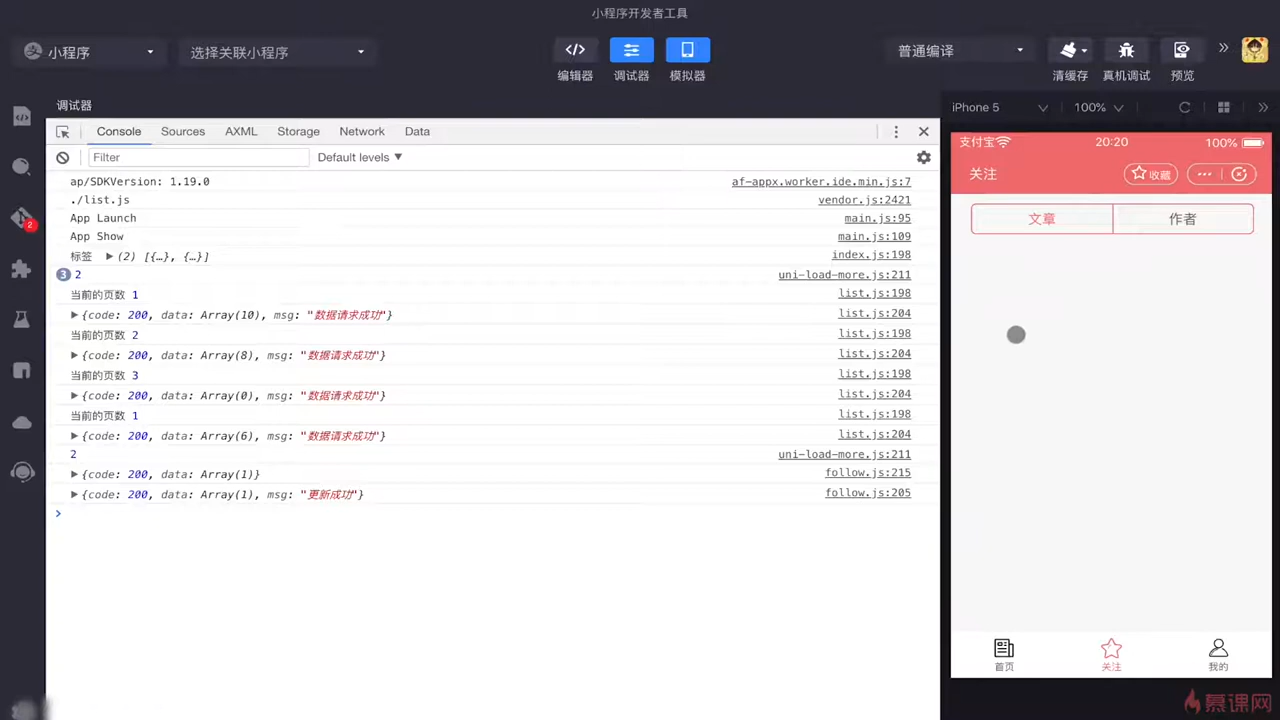 小程序开发者工具
小程序
选择关联小程序
编辑器
调试器
模拟器
普通编译
清缓存
真机调试
预览
调试器
Console Sources AXML Storage Network Data
Filter
Default levels
ap/SDKVersion: 1.19.0 af-appx.worker.ide.min.js:7
./list.js vendor.js:2421
App Launch main.js:95
App Show main.js:109
标签 (2) [{…}, {…}] index.js:198
3 2 uni-load-more.js:211
当前的页数 1 list.js:198
{code: 200, data: Array(10), msg: "数据请求成功"} list.js:204
当前的页数 2 list.js:198
{code: 200, data: Array(8), msg: "数据请求成功"} list.js:204
当前的页数 3 list.js:198
{code: 200, data: Array(0), msg: "数据请求成功"} list.js:204
当前的页数 1 list.js:198
{code: 200, data: Array(6), msg: "数据请求成功"} list.js:204
2 uni-load-more.js:211
{code: 200, data: Array(1)} follow.js:215
{code: 200, data: Array(1), msg: "更新成功"} follow.js:205
2
iPhone 5 100%
支付宝 20:20 100%
关注 收藏
文章 作者
首页 关注 我的
慕课网